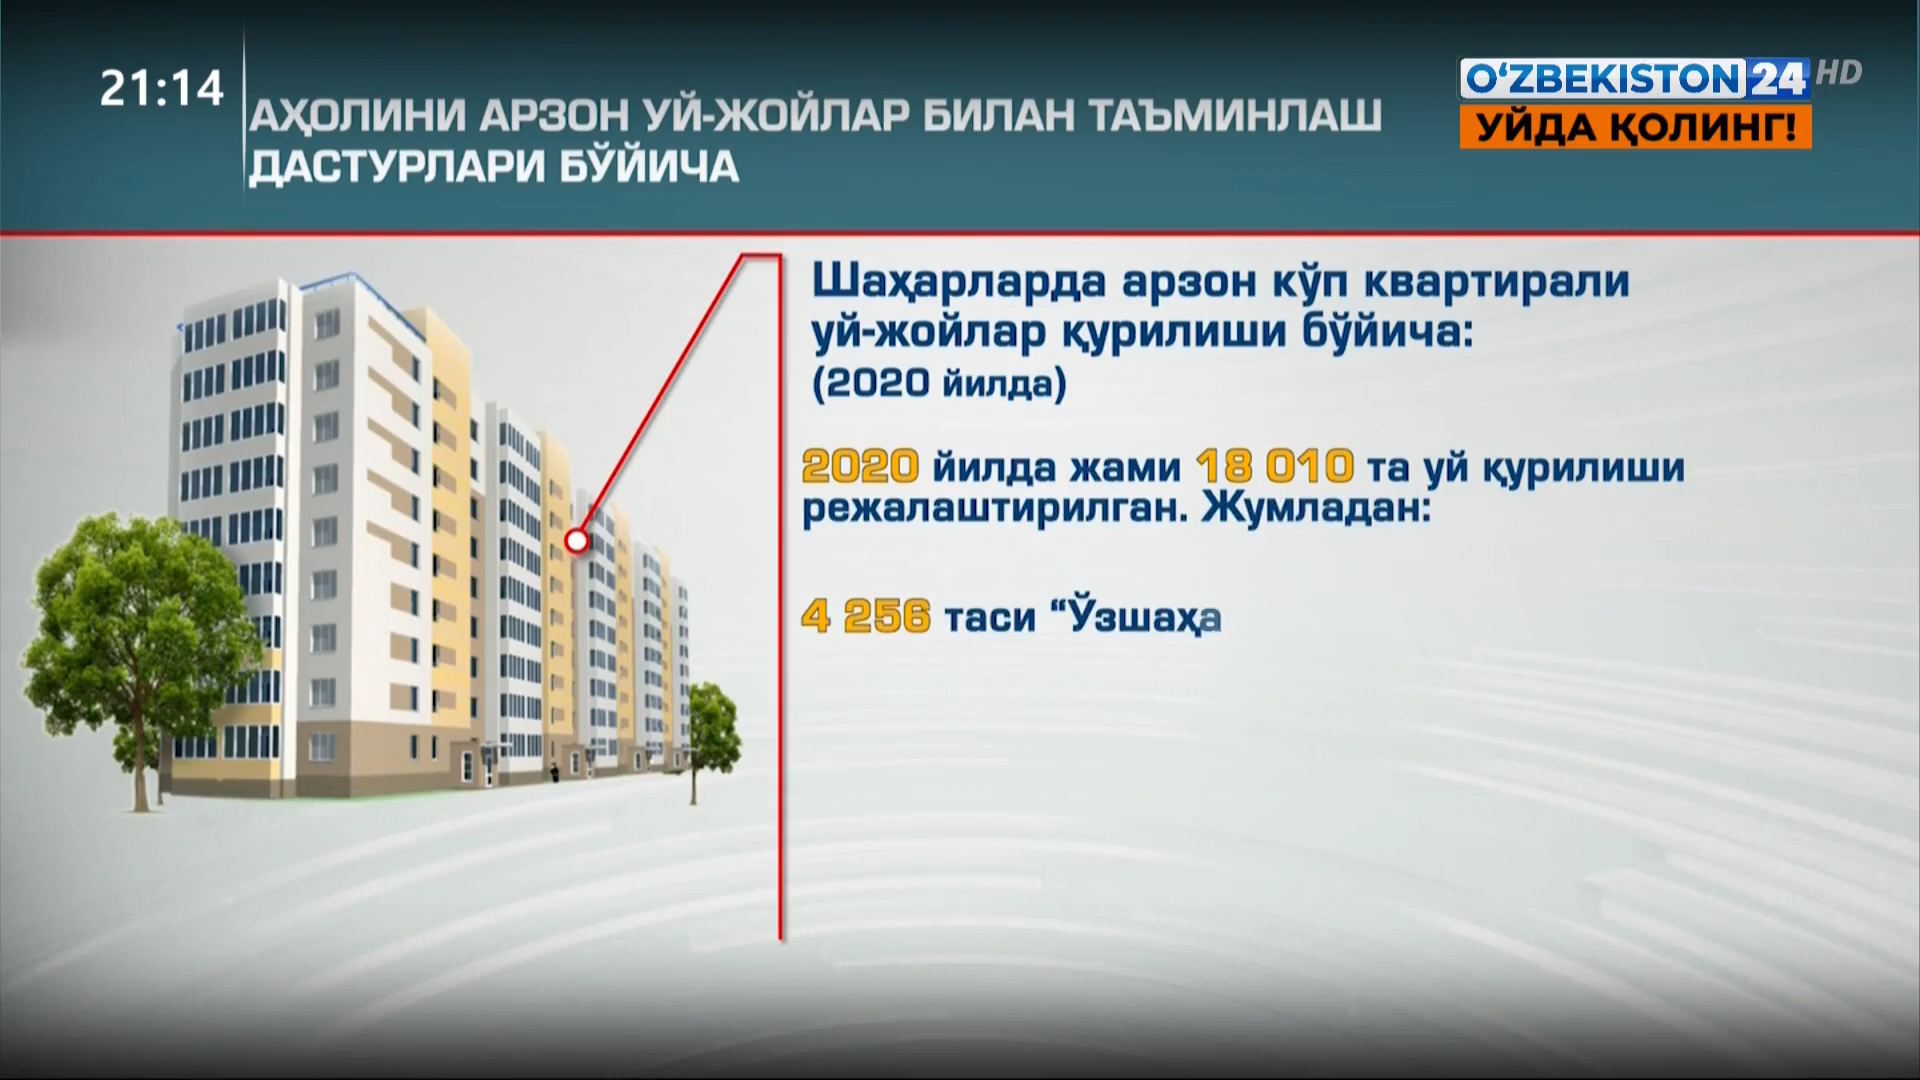 21:14
АҲОЛИНИ АРЗОН УЙ-ЖОЙЛАР БИЛАН ТАЪМИНЛАШ
ДАСТУРЛАРИ БЎЙИЧА
O‘ZBEKISTON 24 HD
УЙДА ҚОЛИНГ!
Шаҳарларда арзон кўп квартирали
уй-жойлар қурилиши бўйича:
(2020 йилда)
2020 йилда жами 18 010 та уй қурилиши
режалаштирилган. Жумладан:
4 256 таси “Ўзшаҳа